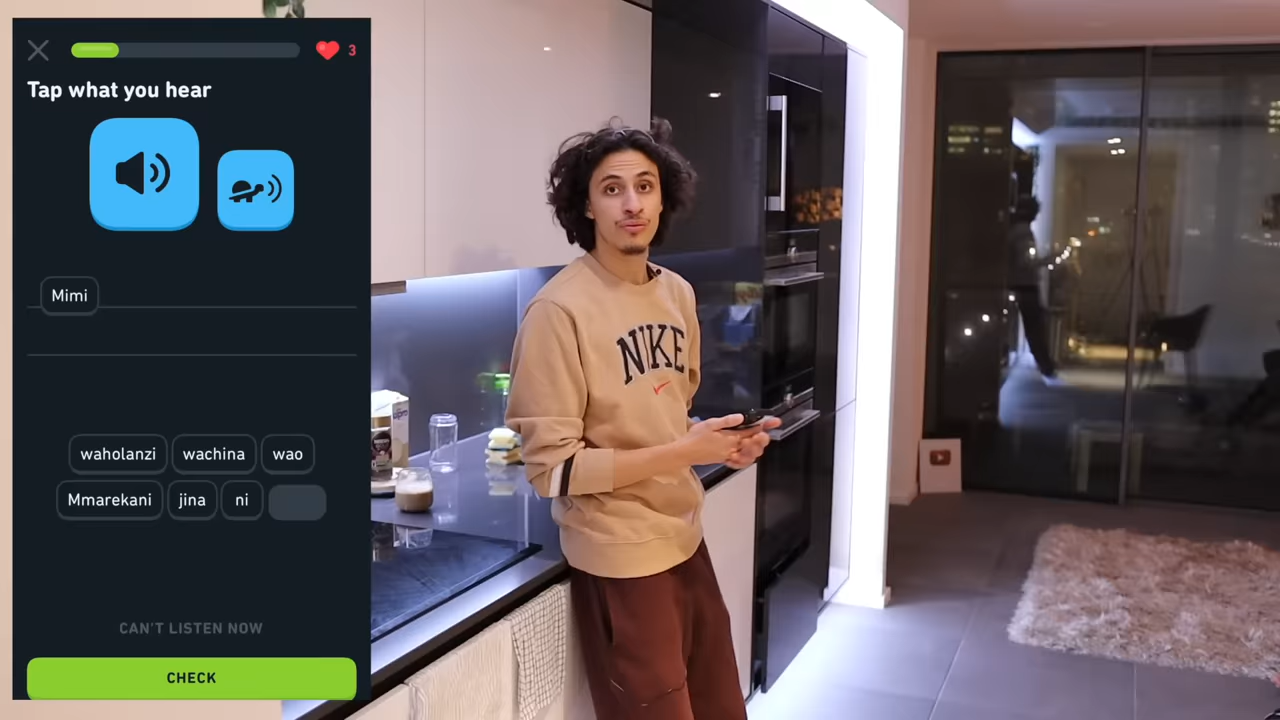 3
Tap what you hear
Mimi
waholanzi wachina wao
Mmarekani jina ni
CAN'T LISTEN NOW
CHECK
NIKE